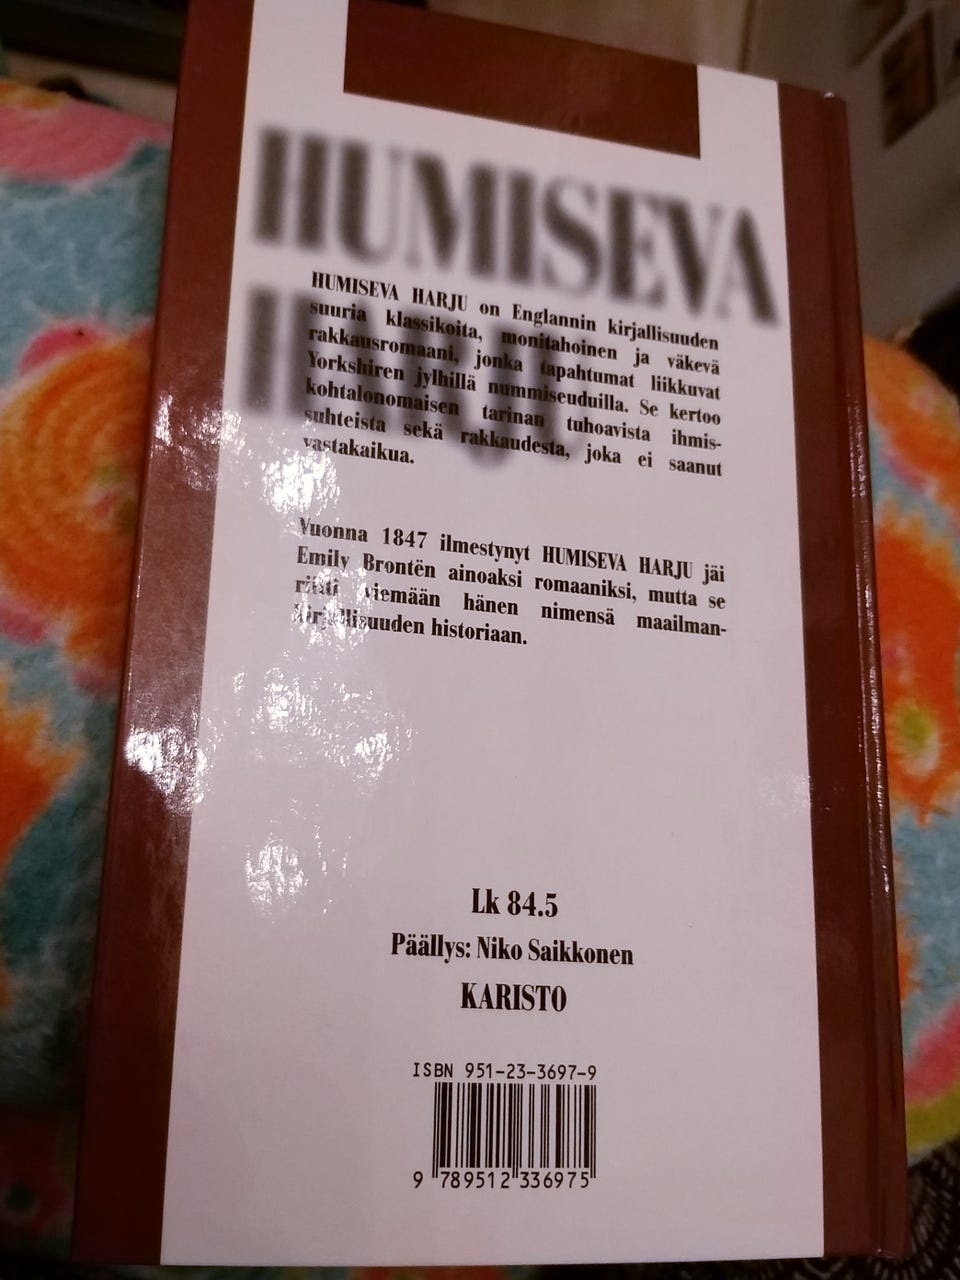 HUMISEVA
HARJU
HUMISEVA HARJU on Englannin kirjallisuuden
suuria klassikoita, monitahoinen ja väkevä
rakkausromaani, jonka tapahtumat liikkuvat
Yorkshiren jylhillä nummiseuduilla. Se kertoo
kohtalonomaisen tarinan tuhoavista ihmis-
suhteista sekä rakkaudesta, joka ei saanut
vastakaikua.
Vuonna 1847 ilmestynyt HUMISEVA HARJU jäi
Emily Brontën ainoaksi romaaniksi, mutta se
riitti viemään hänen nimensä maailman-
kirjallisuuden historiaan.
Lk 84.5
Päällys: Niko Saikkonen
KARISTO
ISBN 951-23-3697-9
9 789512 336975